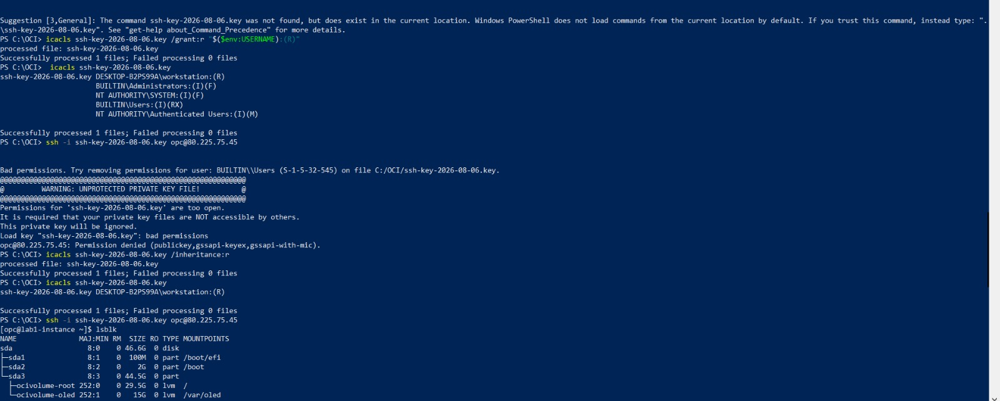 Suggestion [3,General]: The command ssh-key-2026-08-06.key was not found, but does exist in the current location. Windows PowerShell does not load commands from the current location by default. If you trust this command, instead type: ".
\ssh-key-2026-08-06.key". See "get-help about_Command_Precedence" for more details.
PS C:\OCI> icacls ssh-key-2026-08-06.key /grant:r "$($env:USERNAME):(R)"
processed file: ssh-key-2026-08-06.key
Successfully processed 1 files; Failed processing 0 files
PS C:\OCI>  icacls ssh-key-2026-08-06.key
ssh-key-2026-08-06.key DESKTOP-B2PS99A\workstation:(R)
                       BUILTIN\Administrators:(I)(F)
                       NT AUTHORITY\SYSTEM:(I)(F)
                       BUILTIN\Users:(I)(RX)
                       NT AUTHORITY\Authenticated Users:(I)(M)
Successfully processed 1 files; Failed processing 0 files
PS C:\OCI> ssh -i ssh-key-2026-08-06.key opc@80.225.75.45
Bad permissions. Try removing permissions for user: BUILTIN\\Users (S-1-5-32-545) on file C:/OCI/ssh-key-2026-08-06.key.
@@@@@@@@@@@@@@@@@@@@@@@@@@@@@@@@@@@@@@@@@@@@@@@@@@@@@@@@@@@
@         WARNING: UNPROTECTED PRIVATE KEY FILE!          @
@@@@@@@@@@@@@@@@@@@@@@@@@@@@@@@@@@@@@@@@@@@@@@@@@@@@@@@@@@@
Permissions for 'ssh-key-2026-08-06.key' are too open.
It is required that your private key files are NOT accessible by others.
This private key will be ignored.
Load key "ssh-key-2026-08-06.key": bad permissions
opc@80.225.75.45: Permission denied (publickey,gssapi-keyex,gssapi-with-mic).
PS C:\OCI> icacls ssh-key-2026-08-06.key /inheritance:r
processed file: ssh-key-2026-08-06.key
Successfully processed 1 files; Failed processing 0 files
PS C:\OCI> icacls ssh-key-2026-08-06.key
ssh-key-2026-08-06.key DESKTOP-B2PS99A\workstation:(R)
Successfully processed 1 files; Failed processing 0 files
PS C:\OCI> ssh -i ssh-key-2026-08-06.key opc@80.225.75.45
[opc@lab1-instance ~]$ lsblk
NAME               MAJ:MIN RM  SIZE RO TYPE MOUNTPOINTS
sda                  8:0    0 46.6G  0 disk
├─sda1               8:1    0  100M  0 part /boot/efi
├─sda2               8:2    0    2G  0 part /boot
└─sda3               8:3    0 44.5G  0 part
  ├─ocivolume-root 252:0    0 29.5G  0 lvm  /
  └─ocivolume-oled 252:1    0   15G  0 lvm  /var/oled